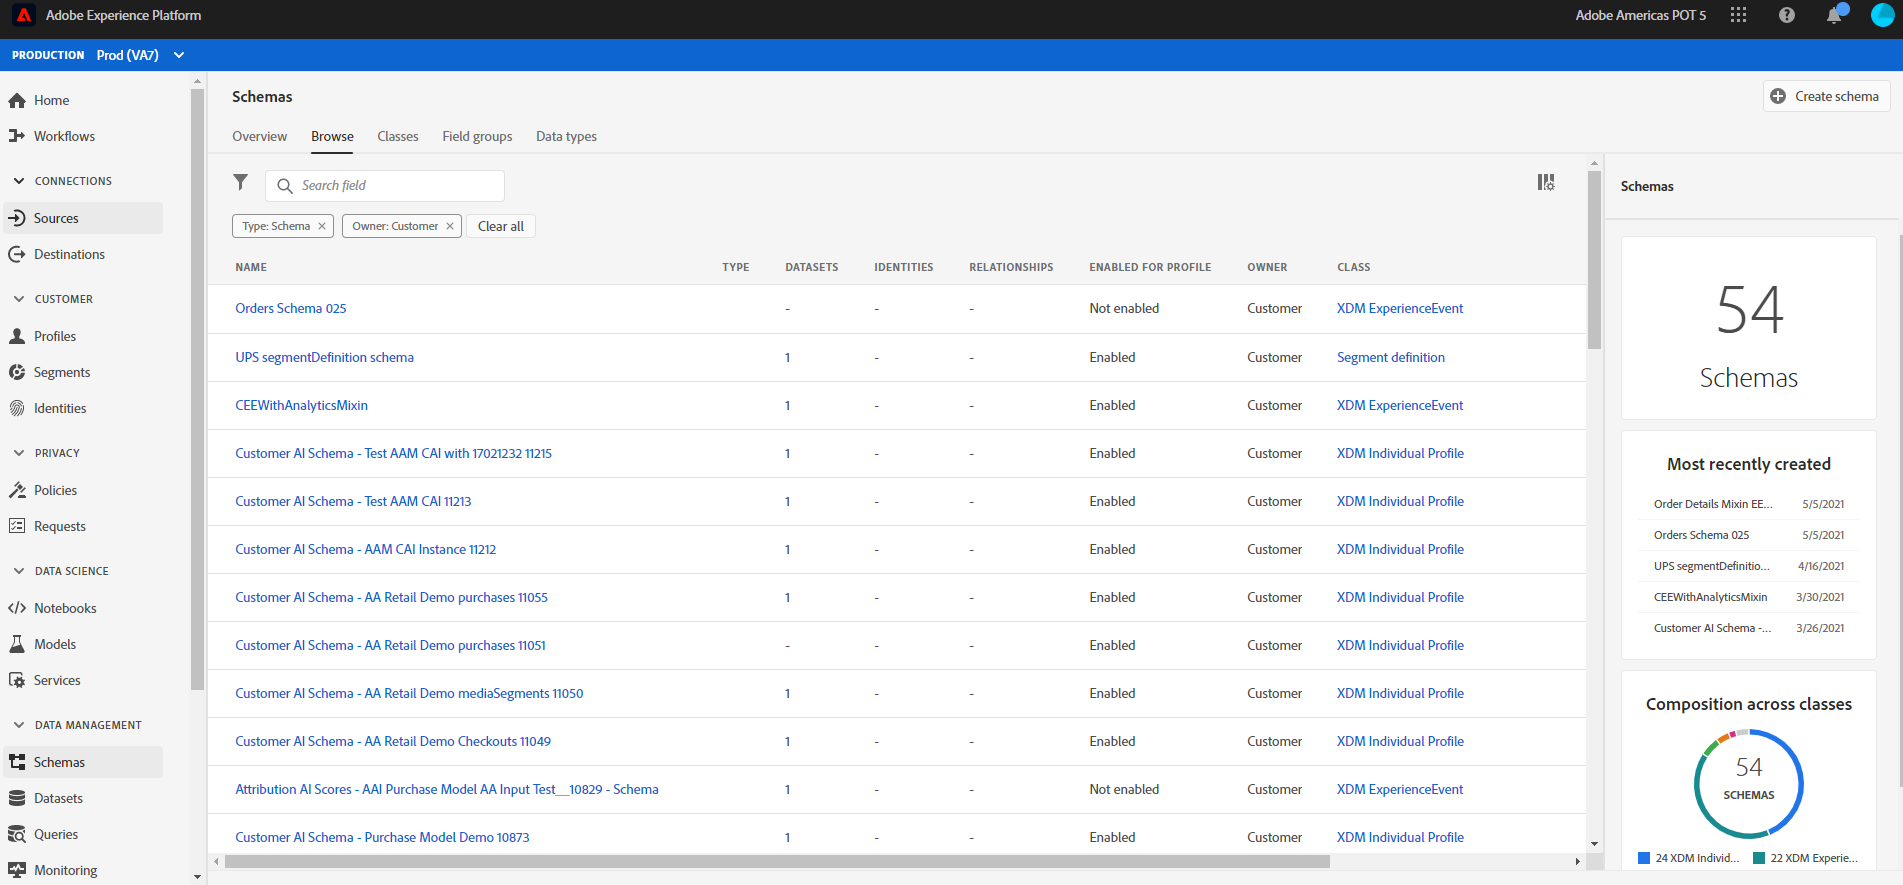 Adobe Experience Platform
Adobe Americas POT 5
PRODUCTION Prod (VA7)
Home
Workflows
CONNECTIONS
Sources
Destinations
CUSTOMER
Profiles
Segments
Identities
PRIVACY
Policies
Requests
DATA SCIENCE
Notebooks
Models
Services
DATA MANAGEMENT
Schemas
Datasets
Queries
Monitoring
Schemas
Create schema
Overview Browse Classes Field groups Data types
Search field
Type: Schema Owner: Customer Clear all
NAME TYPE DATASETS IDENTITIES RELATIONSHIPS ENABLED FOR PROFILE OWNER CLASS
Orders Schema 025 - - - Not enabled Customer XDM ExperienceEvent
UPS segmentDefinition schema 1 - - Enabled Customer Segment definition
CEEWithAnalyticsMixin 1 - - Enabled Customer XDM ExperienceEvent
Customer AI Schema - Test AAM CAI with 17021232 11215 1 - - Enabled Customer XDM Individual Profile
Customer AI Schema - Test AAM CAI 11213 1 - - Enabled Customer XDM Individual Profile
Customer AI Schema - AAM CAI Instance 11212 1 - - Enabled Customer XDM Individual Profile
Customer AI Schema - AA Retail Demo purchases 11055 1 - - Enabled Customer XDM Individual Profile
Customer AI Schema - AA Retail Demo purchases 11051 - - - Enabled Customer XDM Individual Profile
Customer AI Schema - AA Retail Demo mediaSegments 11050 1 - - Enabled Customer XDM Individual Profile
Customer AI Schema - AA Retail Demo Checkouts 11049 1 - - Enabled Customer XDM Individual Profile
Attribution AI Scores - AAI Purchase Model AA Input Test__10829 - Schema 1 - - Not enabled Customer XDM ExperienceEvent
Customer AI Schema - Purchase Model Demo 10873 1 - - Enabled Customer XDM Individual Profile
Schemas
54
Schemas
Most recently created
Order Details Mixin EE... 5/5/2021
Orders Schema 025 5/5/2021
UPS segmentDefinitio... 4/16/2021
CEEWithAnalyticsMixin 3/30/2021
Customer AI Schema -... 3/26/2021
Composition across classes
54
SCHEMAS
24 XDM Individ... 22 XDM Experie...